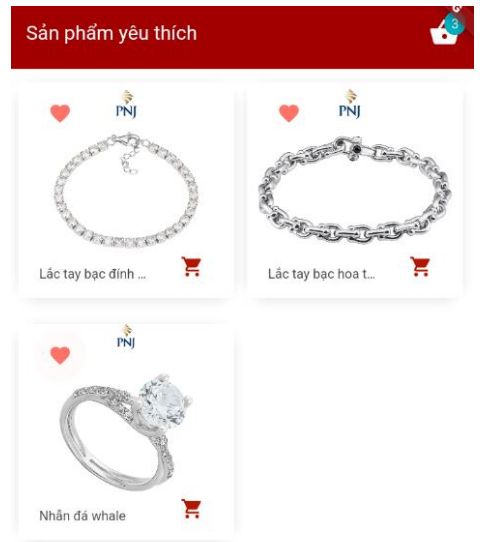 Sản phẩm yêu thích
3
PNJ
PNJ
Lắc tay bạc đính ...
Lắc tay bạc hoa t...
PNJ
Nhẫn đá whale